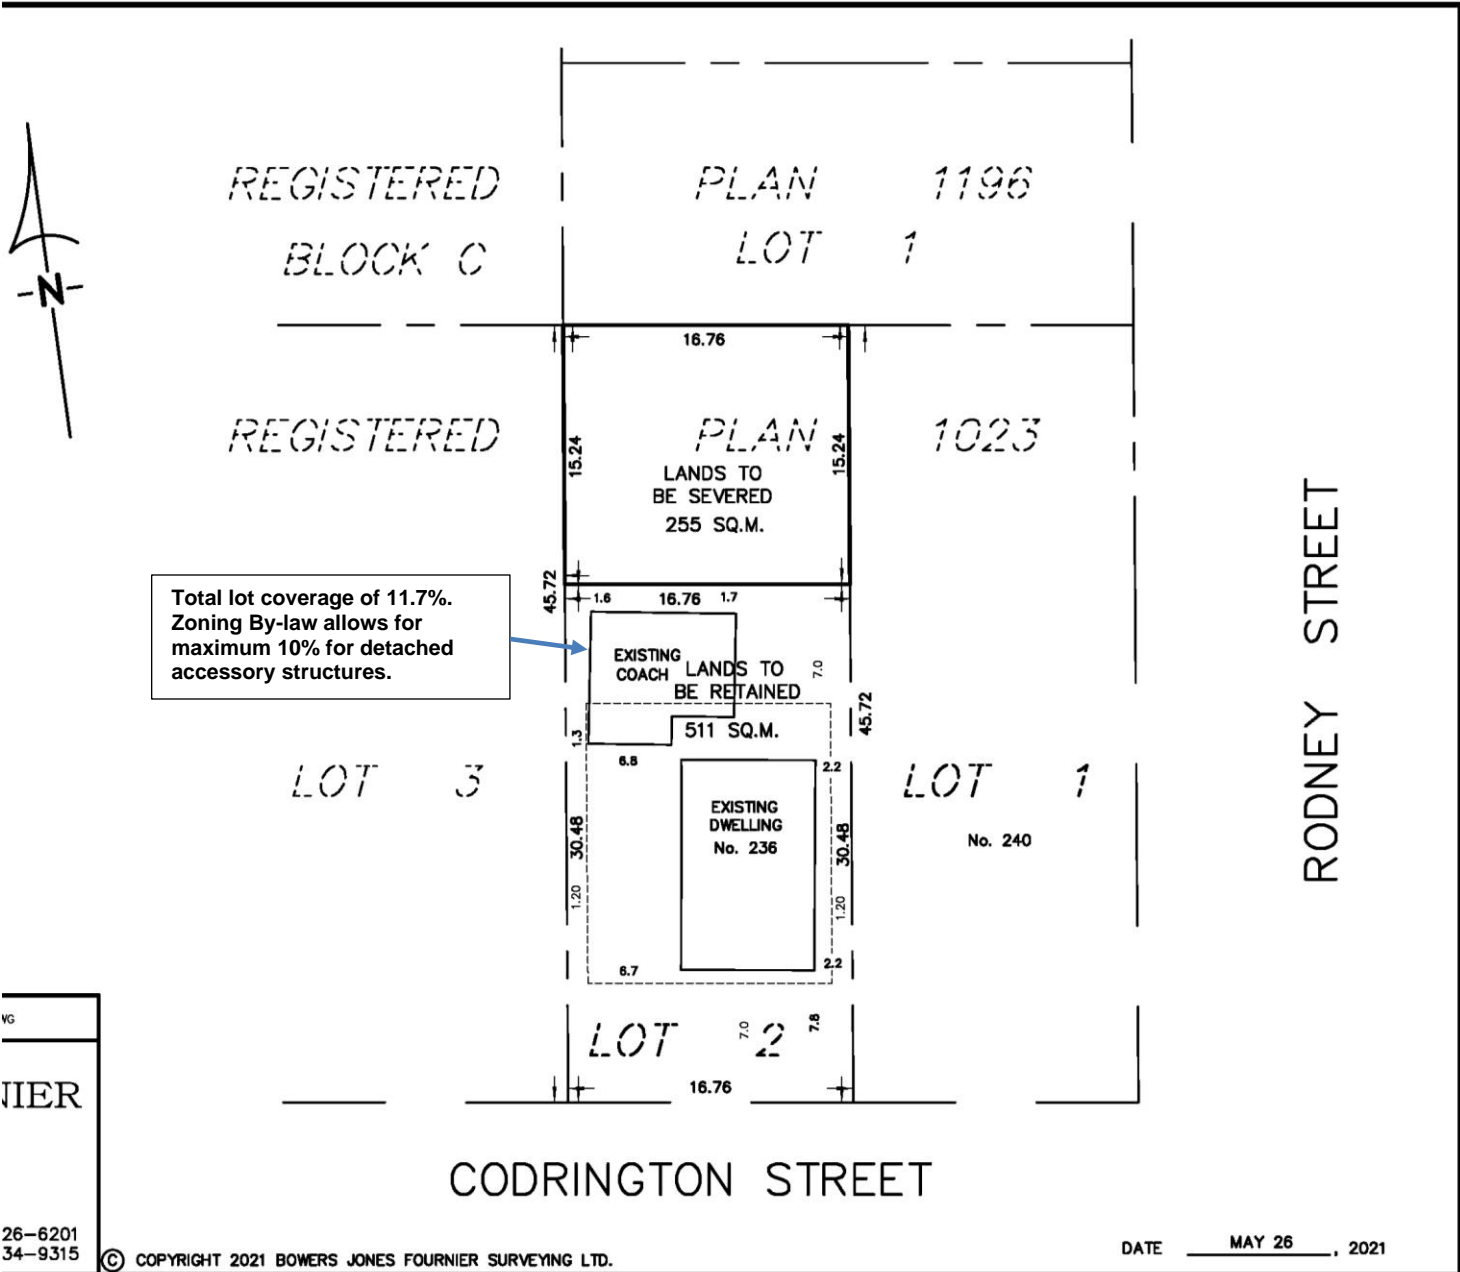 REGISTERED PLAN 1196
BLOCK C LOT 1
N
16.76
REGISTERED PLAN 1023
15.24
15.24
LANDS TO
BE SEVERED
255 SQ.M.
45.72
1.6 16.76 1.7
Total lot coverage of 11.7%.
Zoning By-law allows for
maximum 10% for detached
accessory structures.
EXISTING
COACH
LANDS TO
BE RETAINED
511 SQ.M.
7.0
45.72
1.3
6.8
2.2
LOT 3
LOT 1
EXISTING
DWELLING
No. 236
No. 240
30.48
30.48
1.20
1.20
6.7
2.2
LOT 2
7.0
7.8
16.76
RODNEY STREET
CODRINGTON STREET
WG
NIER
26-6201
34-9315
© COPYRIGHT 2021 BOWERS JONES FOURNIER SURVEYING LTD.
DATE MAY 26, 2021